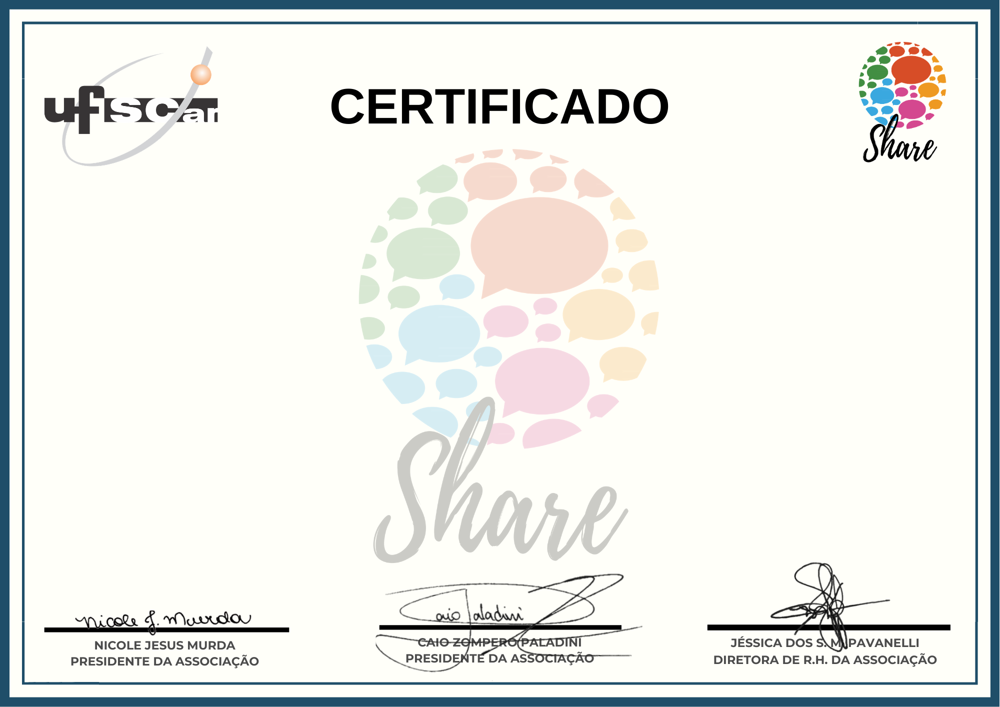 ufscar
CERTIFICADO
Share
Share
Nicole J. Murda
Caio Paladini
NICOLE JESUS MURDA
PRESIDENTE DA ASSOCIAÇÃO
CAIO ZOMPERO PALADINI
PRESIDENTE DA ASSOCIAÇÃO
JÉSSICA DOS S. M. PAVANELLI
DIRETORA DE R.H. DA ASSOCIAÇÃO